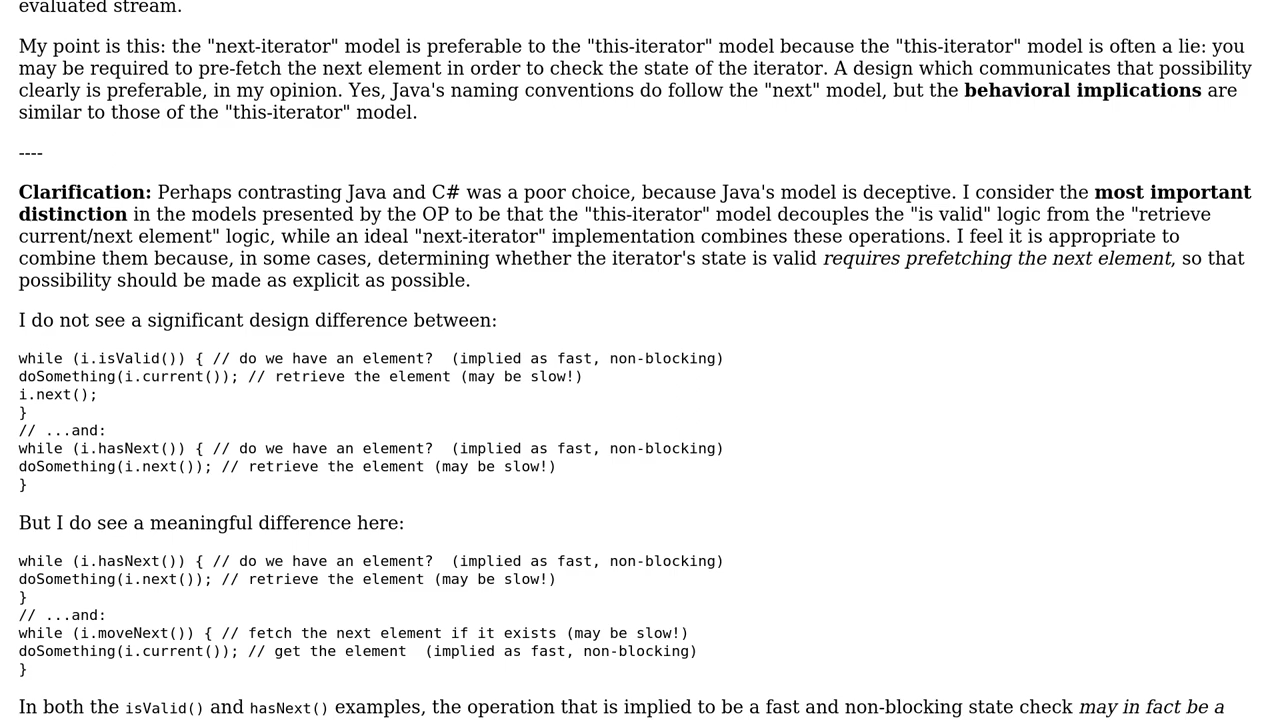 evaluated stream.
My point is this: the "next-iterator" model is preferable to the "this-iterator" model because the "this-iterator" model is often a lie: you
may be required to pre-fetch the next element in order to check the state of the iterator. A design which communicates that possibility
clearly is preferable, in my opinion. Yes, Java's naming conventions do follow the "next" model, but the behavioral implications are
similar to those of the "this-iterator" model.
----
Clarification: Perhaps contrasting Java and C# was a poor choice, because Java's model is deceptive. I consider the most important
distinction in the models presented by the OP to be that the "this-iterator" model decouples the "is valid" logic from the "retrieve
current/next element" logic, while an ideal "next-iterator" implementation combines these operations. I feel it is appropriate to
combine them because, in some cases, determining whether the iterator's state is valid requires prefetching the next element, so that
possibility should be made as explicit as possible.
I do not see a significant design difference between:
while (i.isValid()) { // do we have an element?  (implied as fast, non-blocking)
doSomething(i.current()); // retrieve the element (may be slow!)
i.next();
}
// ...and:
while (i.hasNext()) { // do we have an element?  (implied as fast, non-blocking)
doSomething(i.next()); // retrieve the element (may be slow!)
}
But I do see a meaningful difference here:
while (i.hasNext()) { // do we have an element?  (implied as fast, non-blocking)
doSomething(i.next()); // retrieve the element (may be slow!)
}
// ...and:
while (i.moveNext()) { // fetch the next element if it exists (may be slow!)
doSomething(i.current()); // get the element  (implied as fast, non-blocking)
}
In both the isValid() and hasNext() examples, the operation that is implied to be a fast and non-blocking state check may in fact be a